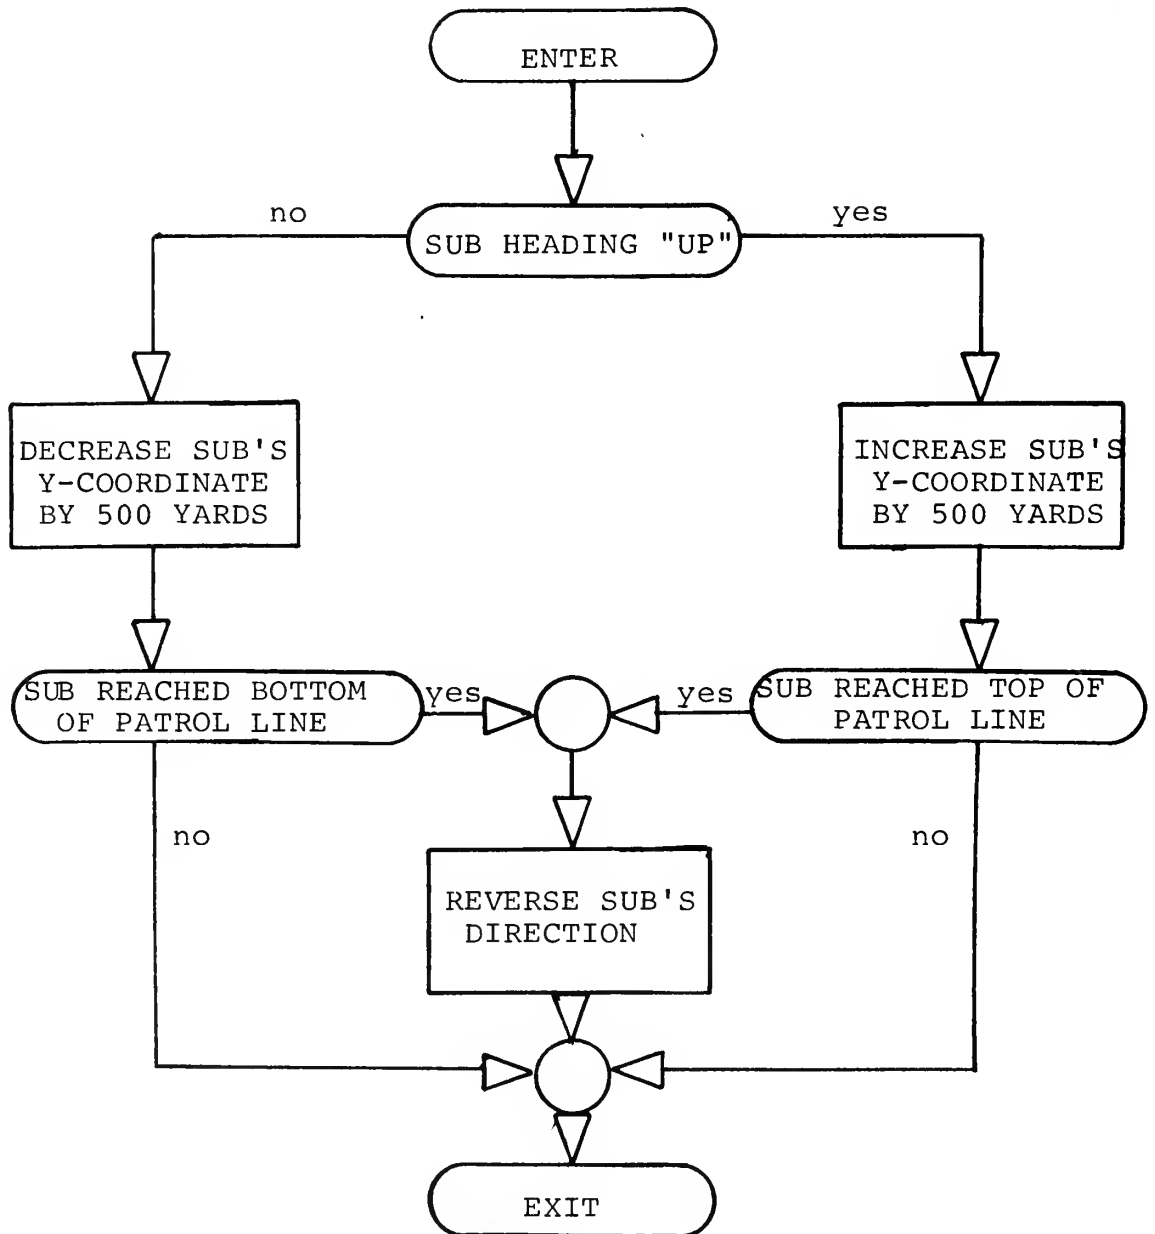 ENTER
no
yes
SUB HEADING "UP"
DECREASE SUB'S
Y-COORDINATE
BY 500 YARDS
INCREASE SUB'S
Y-COORDINATE
BY 500 YARDS
SUB REACHED BOTTOM
OF PATROL LINE
yes
yes
SUB REACHED TOP OF
PATROL LINE
no
no
REVERSE SUB'S
DIRECTION
EXIT